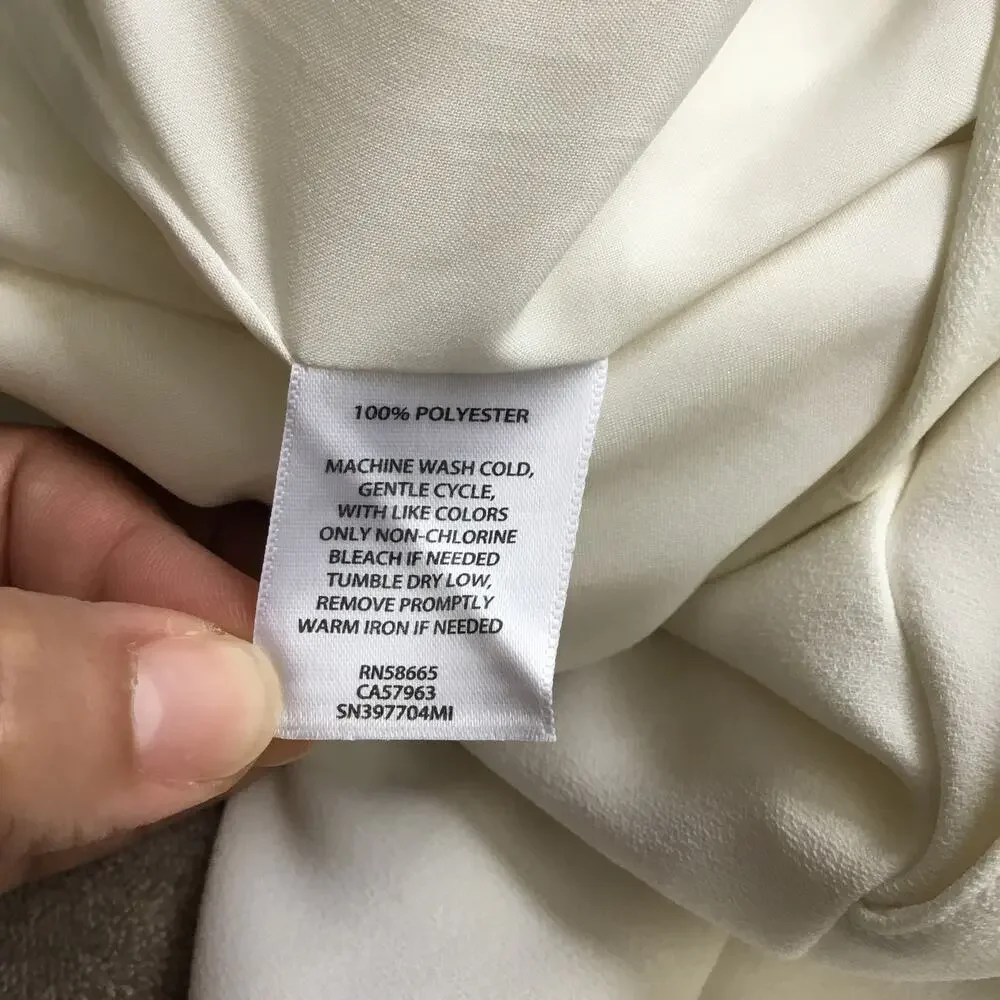 100% POLYESTER
MACHINE WASH COLD,
GENTLE CYCLE,
WITH LIKE COLORS
ONLY NON-CHLORINE
BLEACH IF NEEDED
TUMBLE DRY LOW,
REMOVE PROMPTLY
WARM IRON IF NEEDED
RN58665
CA57963
SN397704MI